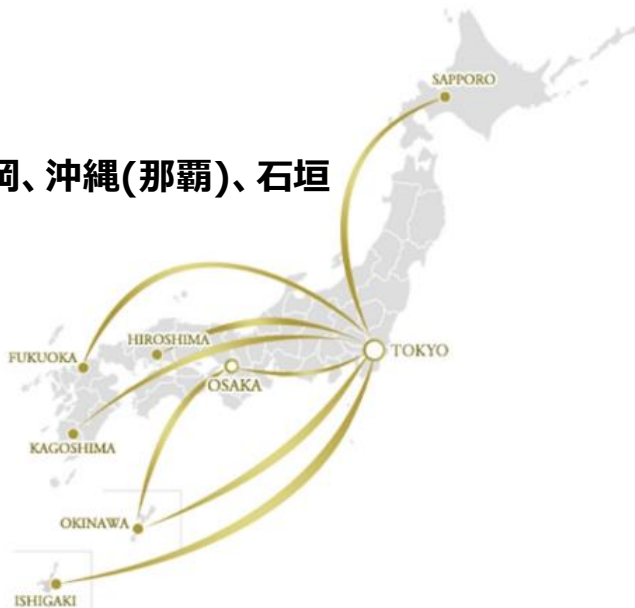 SAPPORO
岡、沖縄(那覇)、石垣
HIROSHIMA
FUKUOKA
TOKYO
OSAKA
KAGOSHIMA
OKINAWA
ISHIGAKI